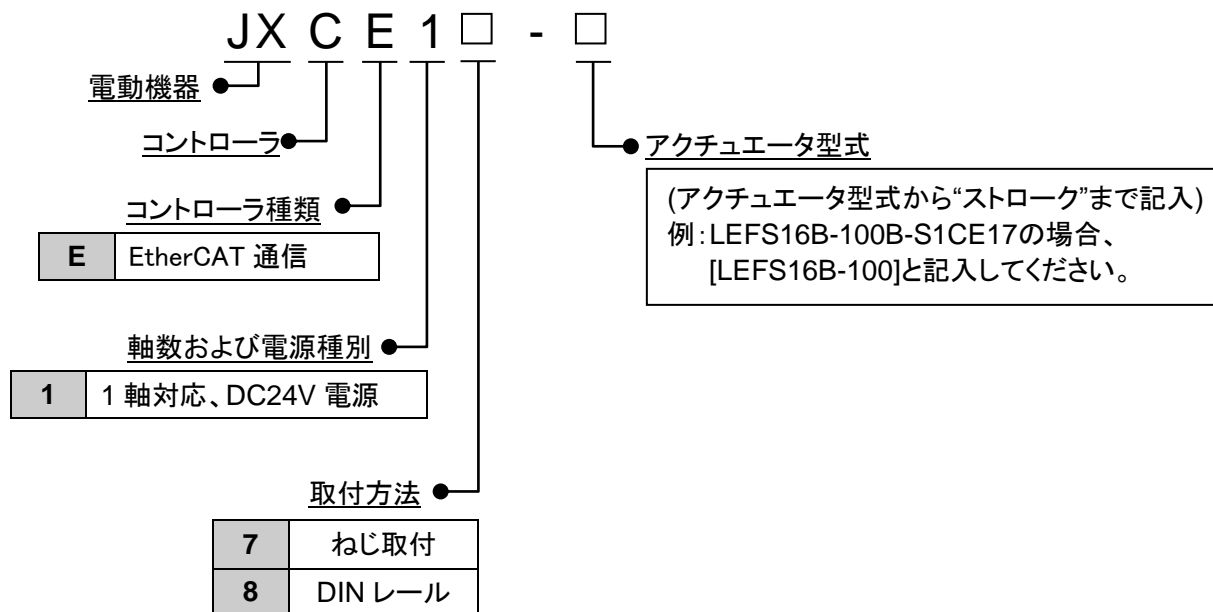 JX C E 1 □ - □
電動機器
コントローラ
アクチュエータ型式
(アクチュエータ型式から“ストローク”まで記入)
例:LEFS16B-100B-S1CE17の場合、
[LEFS16B-100]と記入してください。
コントローラ種類
E EtherCAT 通信
軸数および電源種別
1 1 軸対応、DC24V 電源
取付方法
7 ねじ取付
8 DIN レール